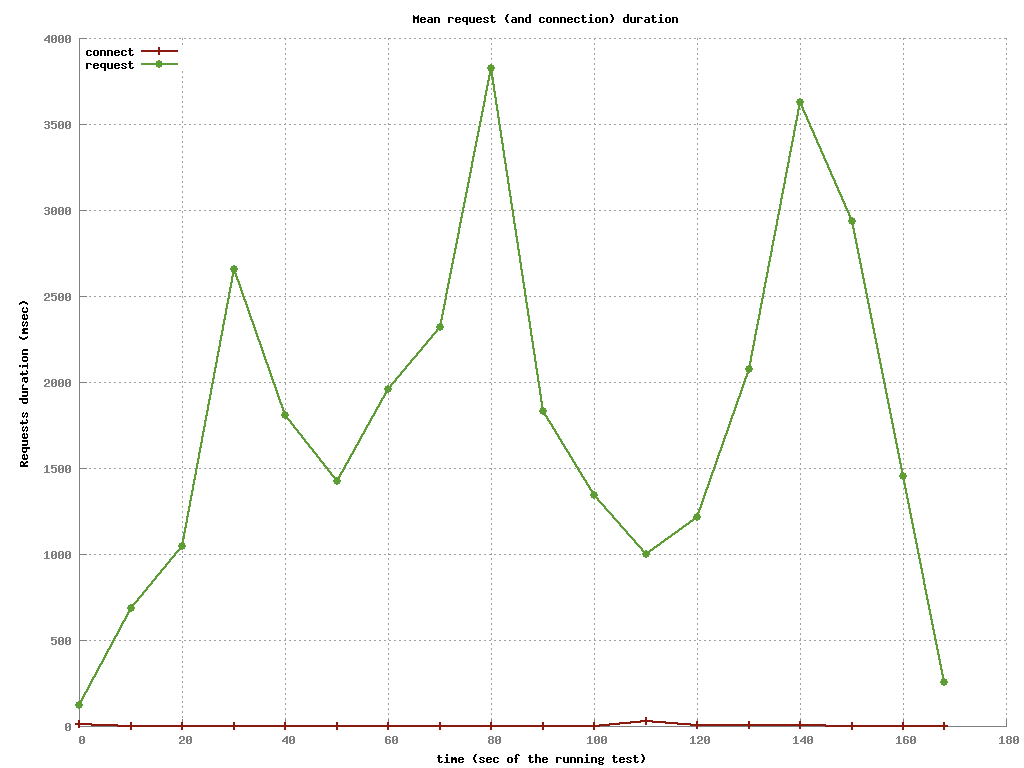 Mean request (and connection) duration
4000
connect
request
3500
3000
2500
2000
1500
1000
500
0
Requests duration (msec)
0 20 40 60 80 100 120 140 160 180
time (sec of the running test)